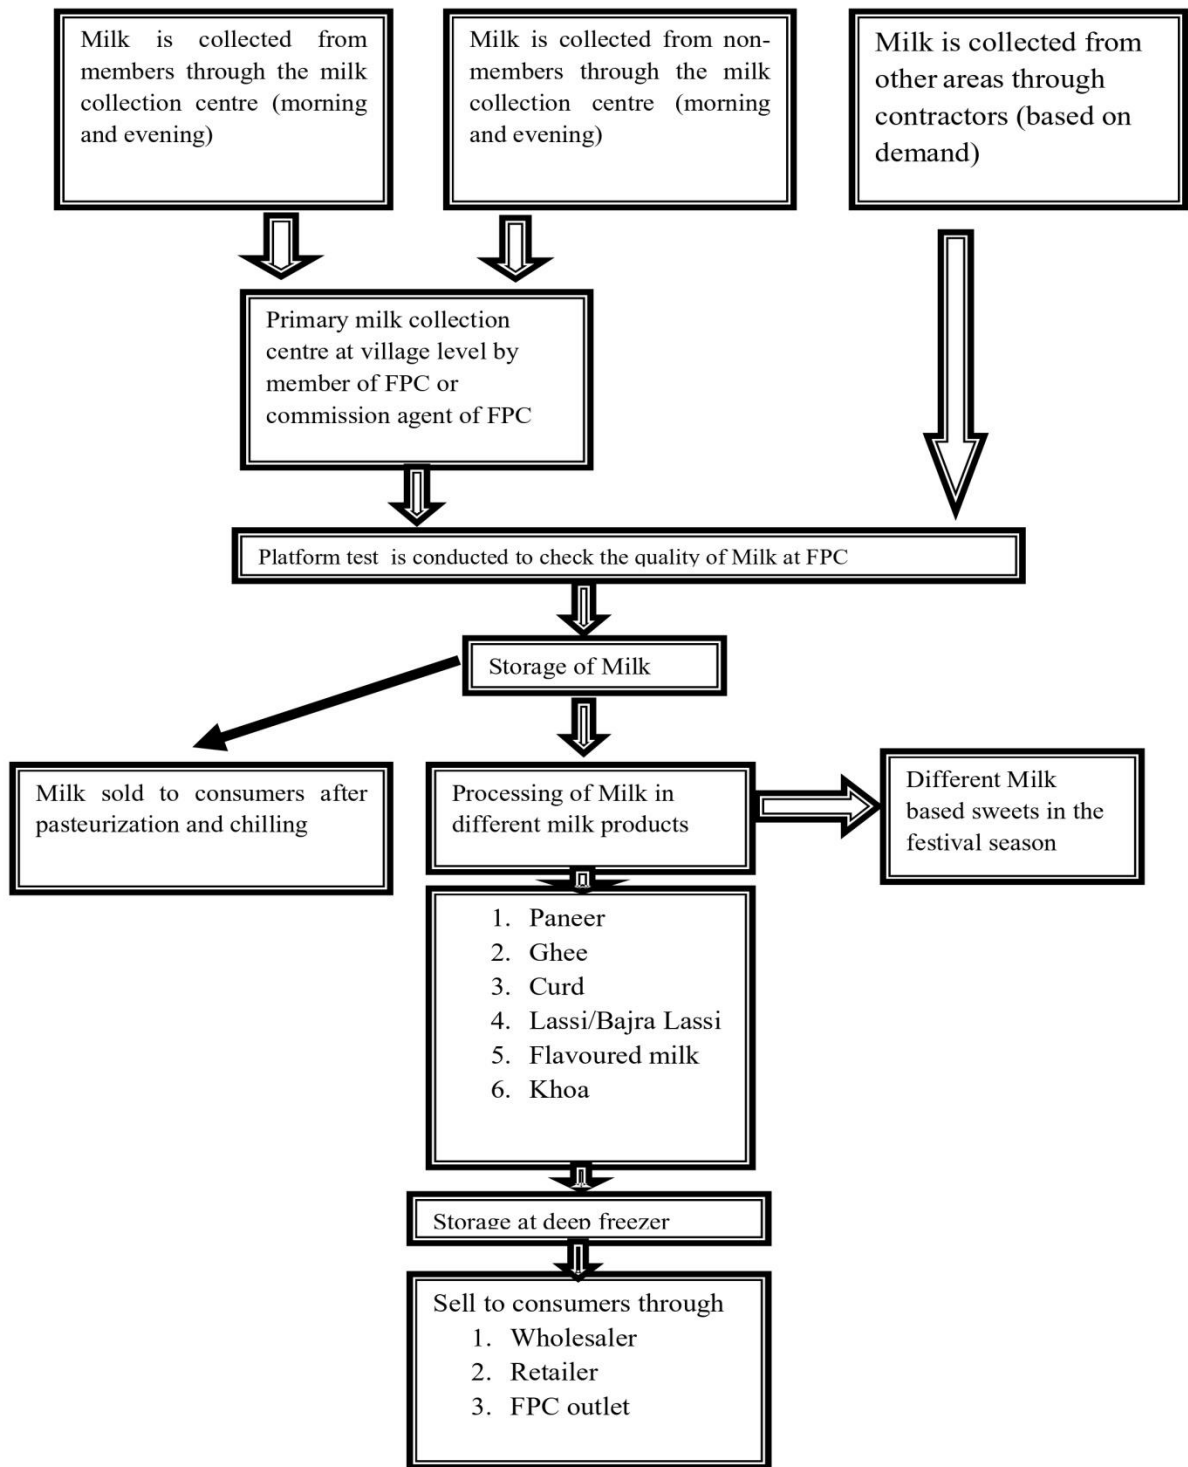 Milk is collected from
members through the milk
collection centre (morning
and evening)
Milk is collected from non-
members through the milk
collection centre (morning
and evening)
Milk is collected from
other areas through
contractors (based on
demand)
Primary milk collection
centre at village level by
member of FPC or
commission agent of FPC
Platform test is conducted to check the quality of Milk at FPC
Storage of Milk
Milk sold to consumers after
pasteurization and chilling
Processing of Milk in
different milk products
Different Milk
based sweets in the
festival season
1. Paneer
2. Ghee
3. Curd
4. Lassi/Bajra Lassi
5. Flavoured milk
6. Khoa
Storage at deep freezer
Sell to consumers through
1. Wholesaler
2. Retailer
3. FPC outlet